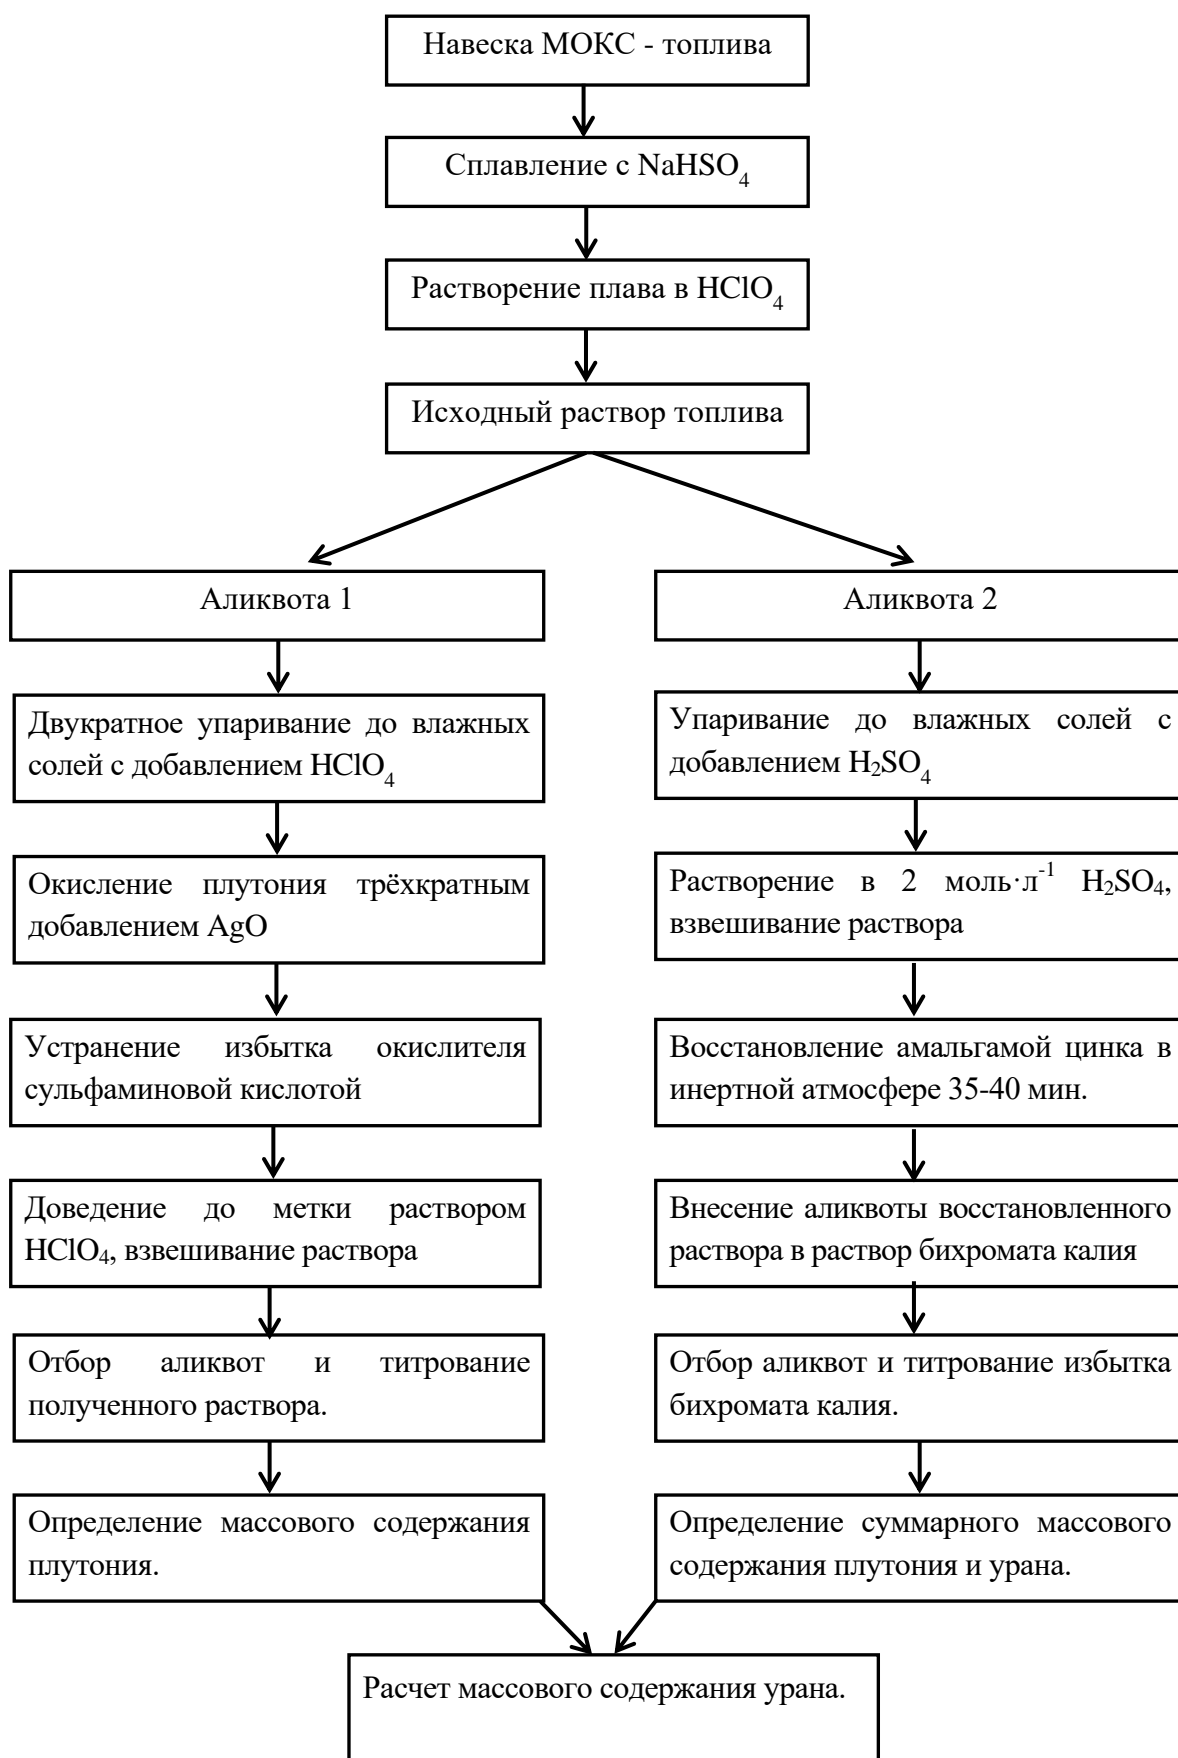 Навеска МОКС - топлива
Сплавление с NaHSO₄
Растворение плава в HClO₄
Исходный раствор топлива
Аликвота 1
Двукратное упаривание до влажных
солей с добавлением HClO₄
Окисление плутония трёхкратным
добавлением AgO
Устранение избытка окислителя
сульфаминовой кислотой
Доведение до метки раствором
HClO₄, взвешивание раствора
Отбор аликвот и титрование
полученного раствора.
Определение массового содержания
плутония.
Аликвота 2
Упаривание до влажных солей с
добавлением H₂SO₄
Растворение в 2 моль·л⁻¹ H₂SO₄,
взвешивание раствора
Восстановление амальгамой цинка в
инертной атмосфере 35-40 мин.
Внесение аликвоты восстановленного
раствора в раствор бихромата калия
Отбор аликвот и титрование избытка
бихромата калия.
Определение суммарного массового
содержания плутония и урана.
Расчет массового содержания урана.